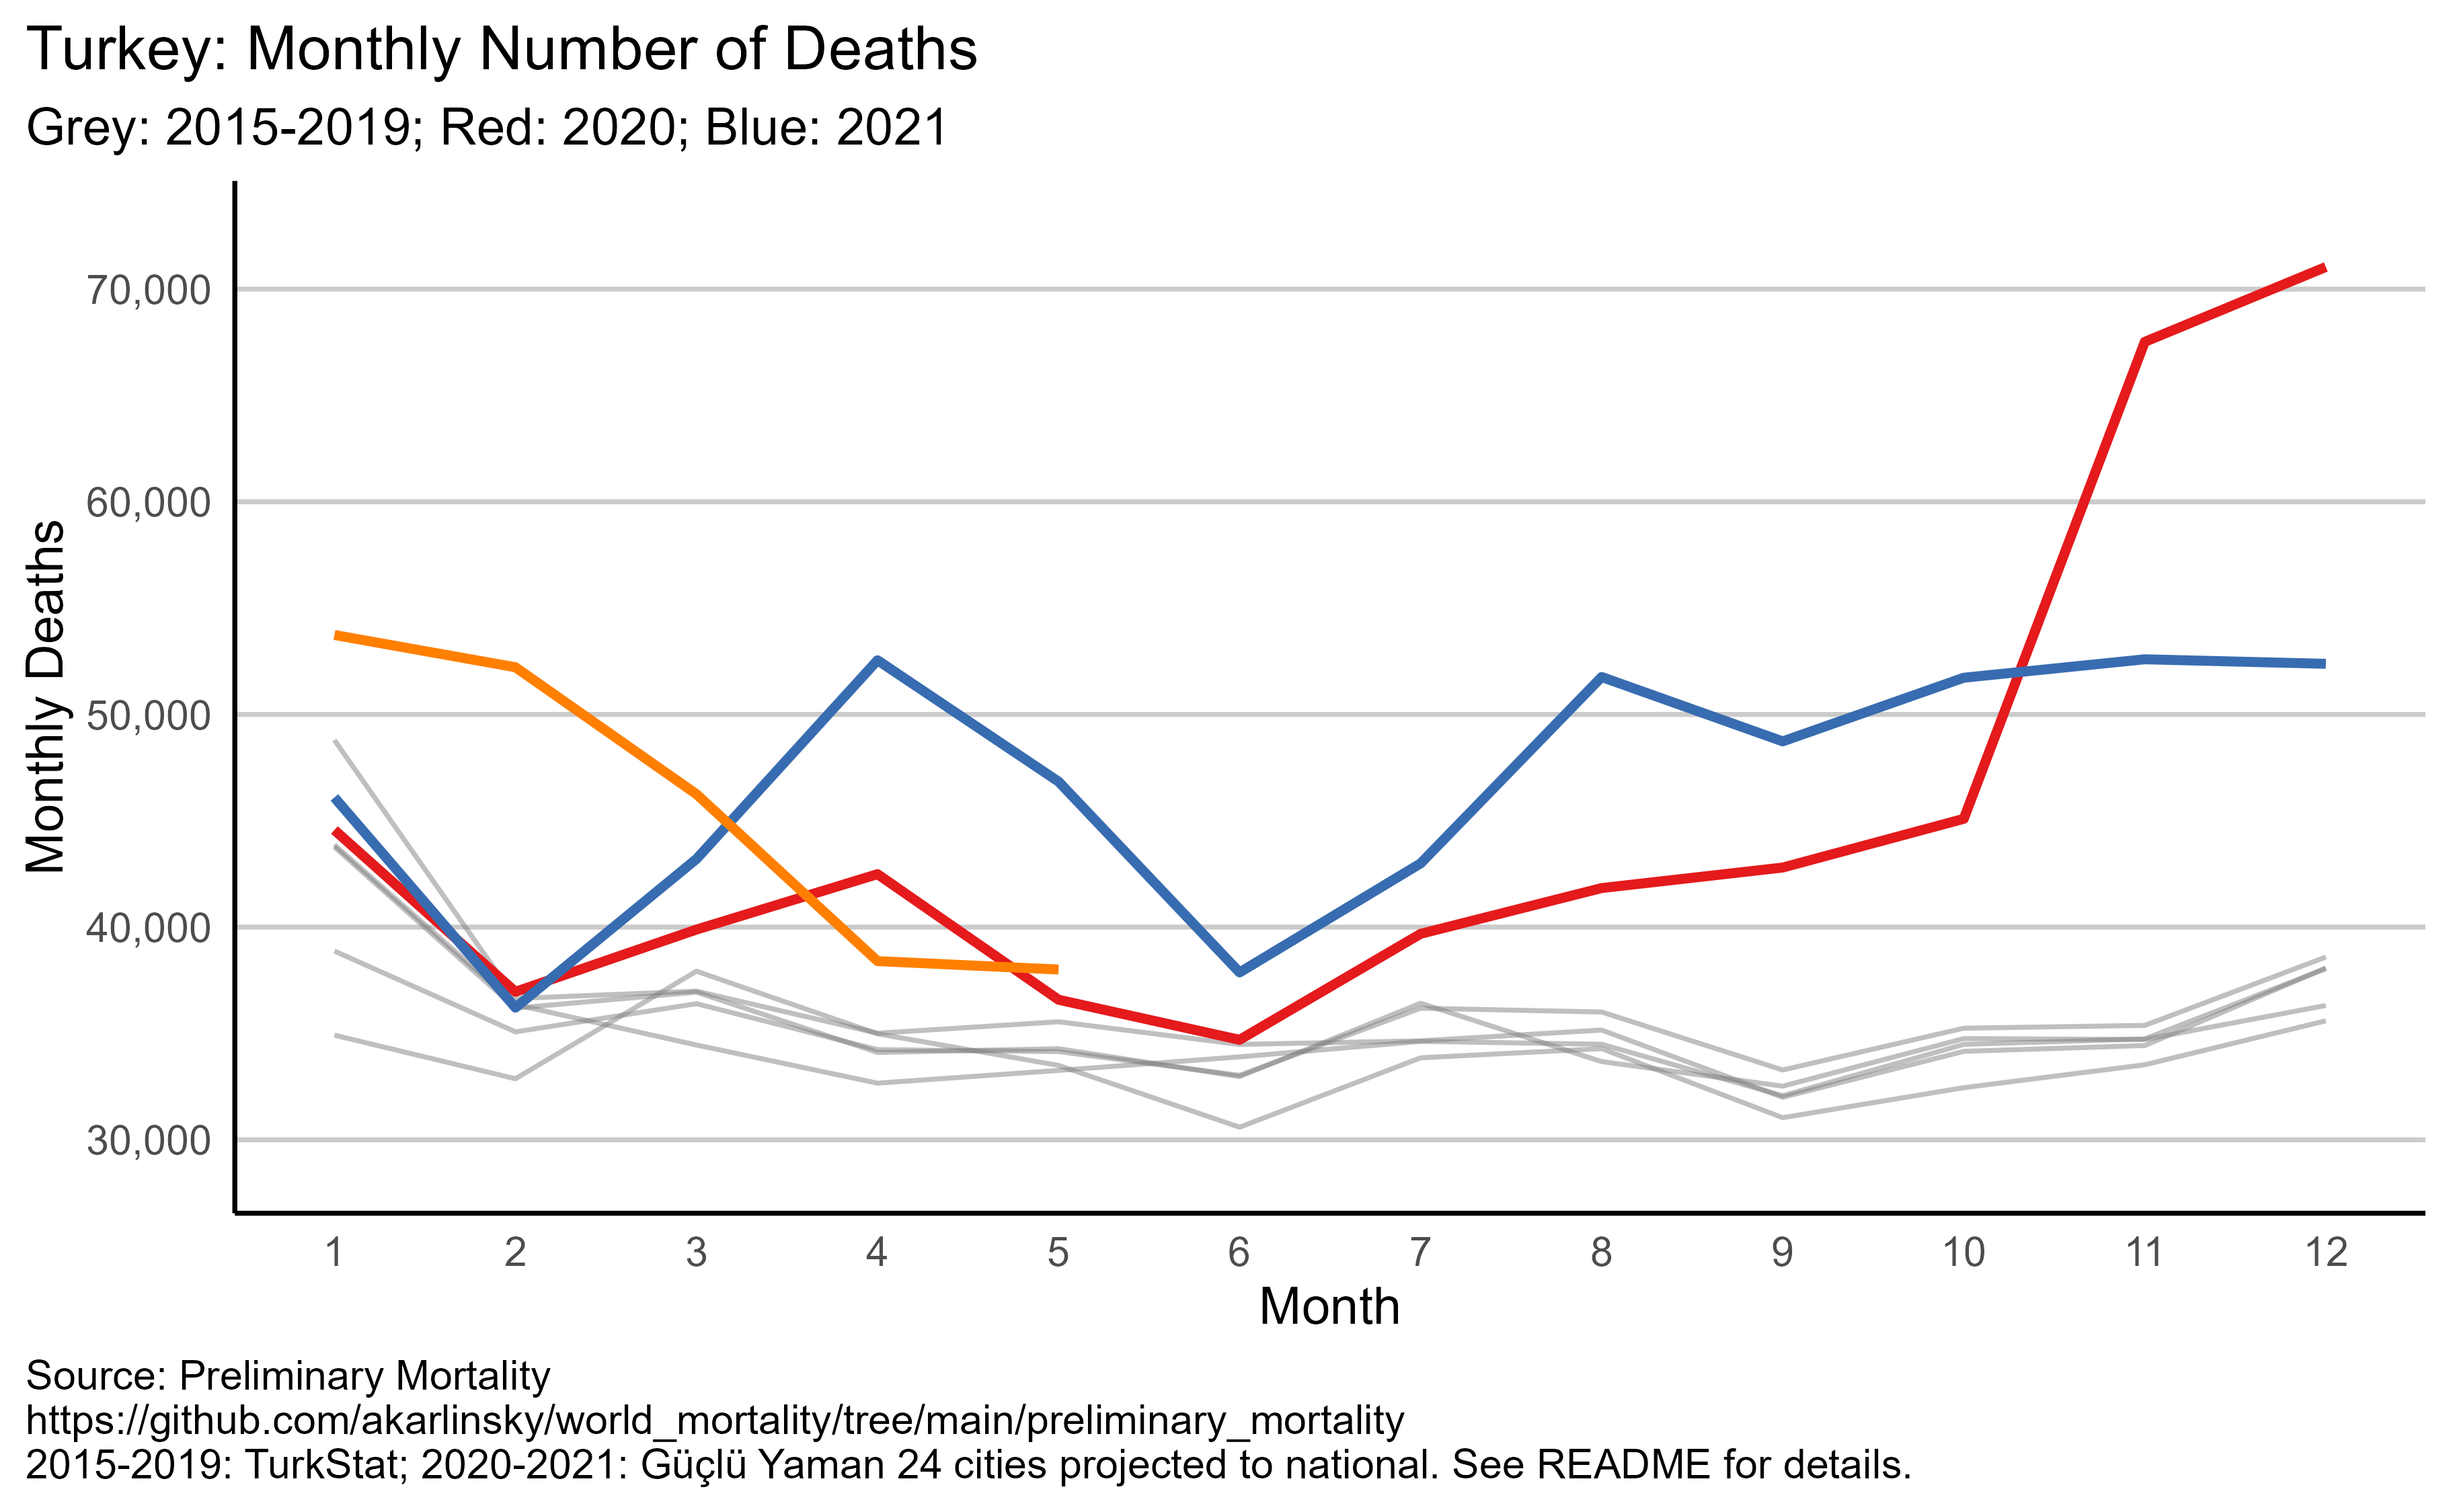 Turkey: Monthly Number of Deaths
Grey: 2015-2019; Red: 2020; Blue: 2021
Monthly Deaths
70,000
60,000
50,000
40,000
30,000
1 2 3 4 5 6 7 8 9 10 11 12
Month
Source: Preliminary Mortality
https://github.com/akarlinsky/world_mortality/tree/main/preliminary_mortality
2015-2019: TurkStat; 2020-2021: Güçlü Yaman 24 cities projected to national. See README for details.